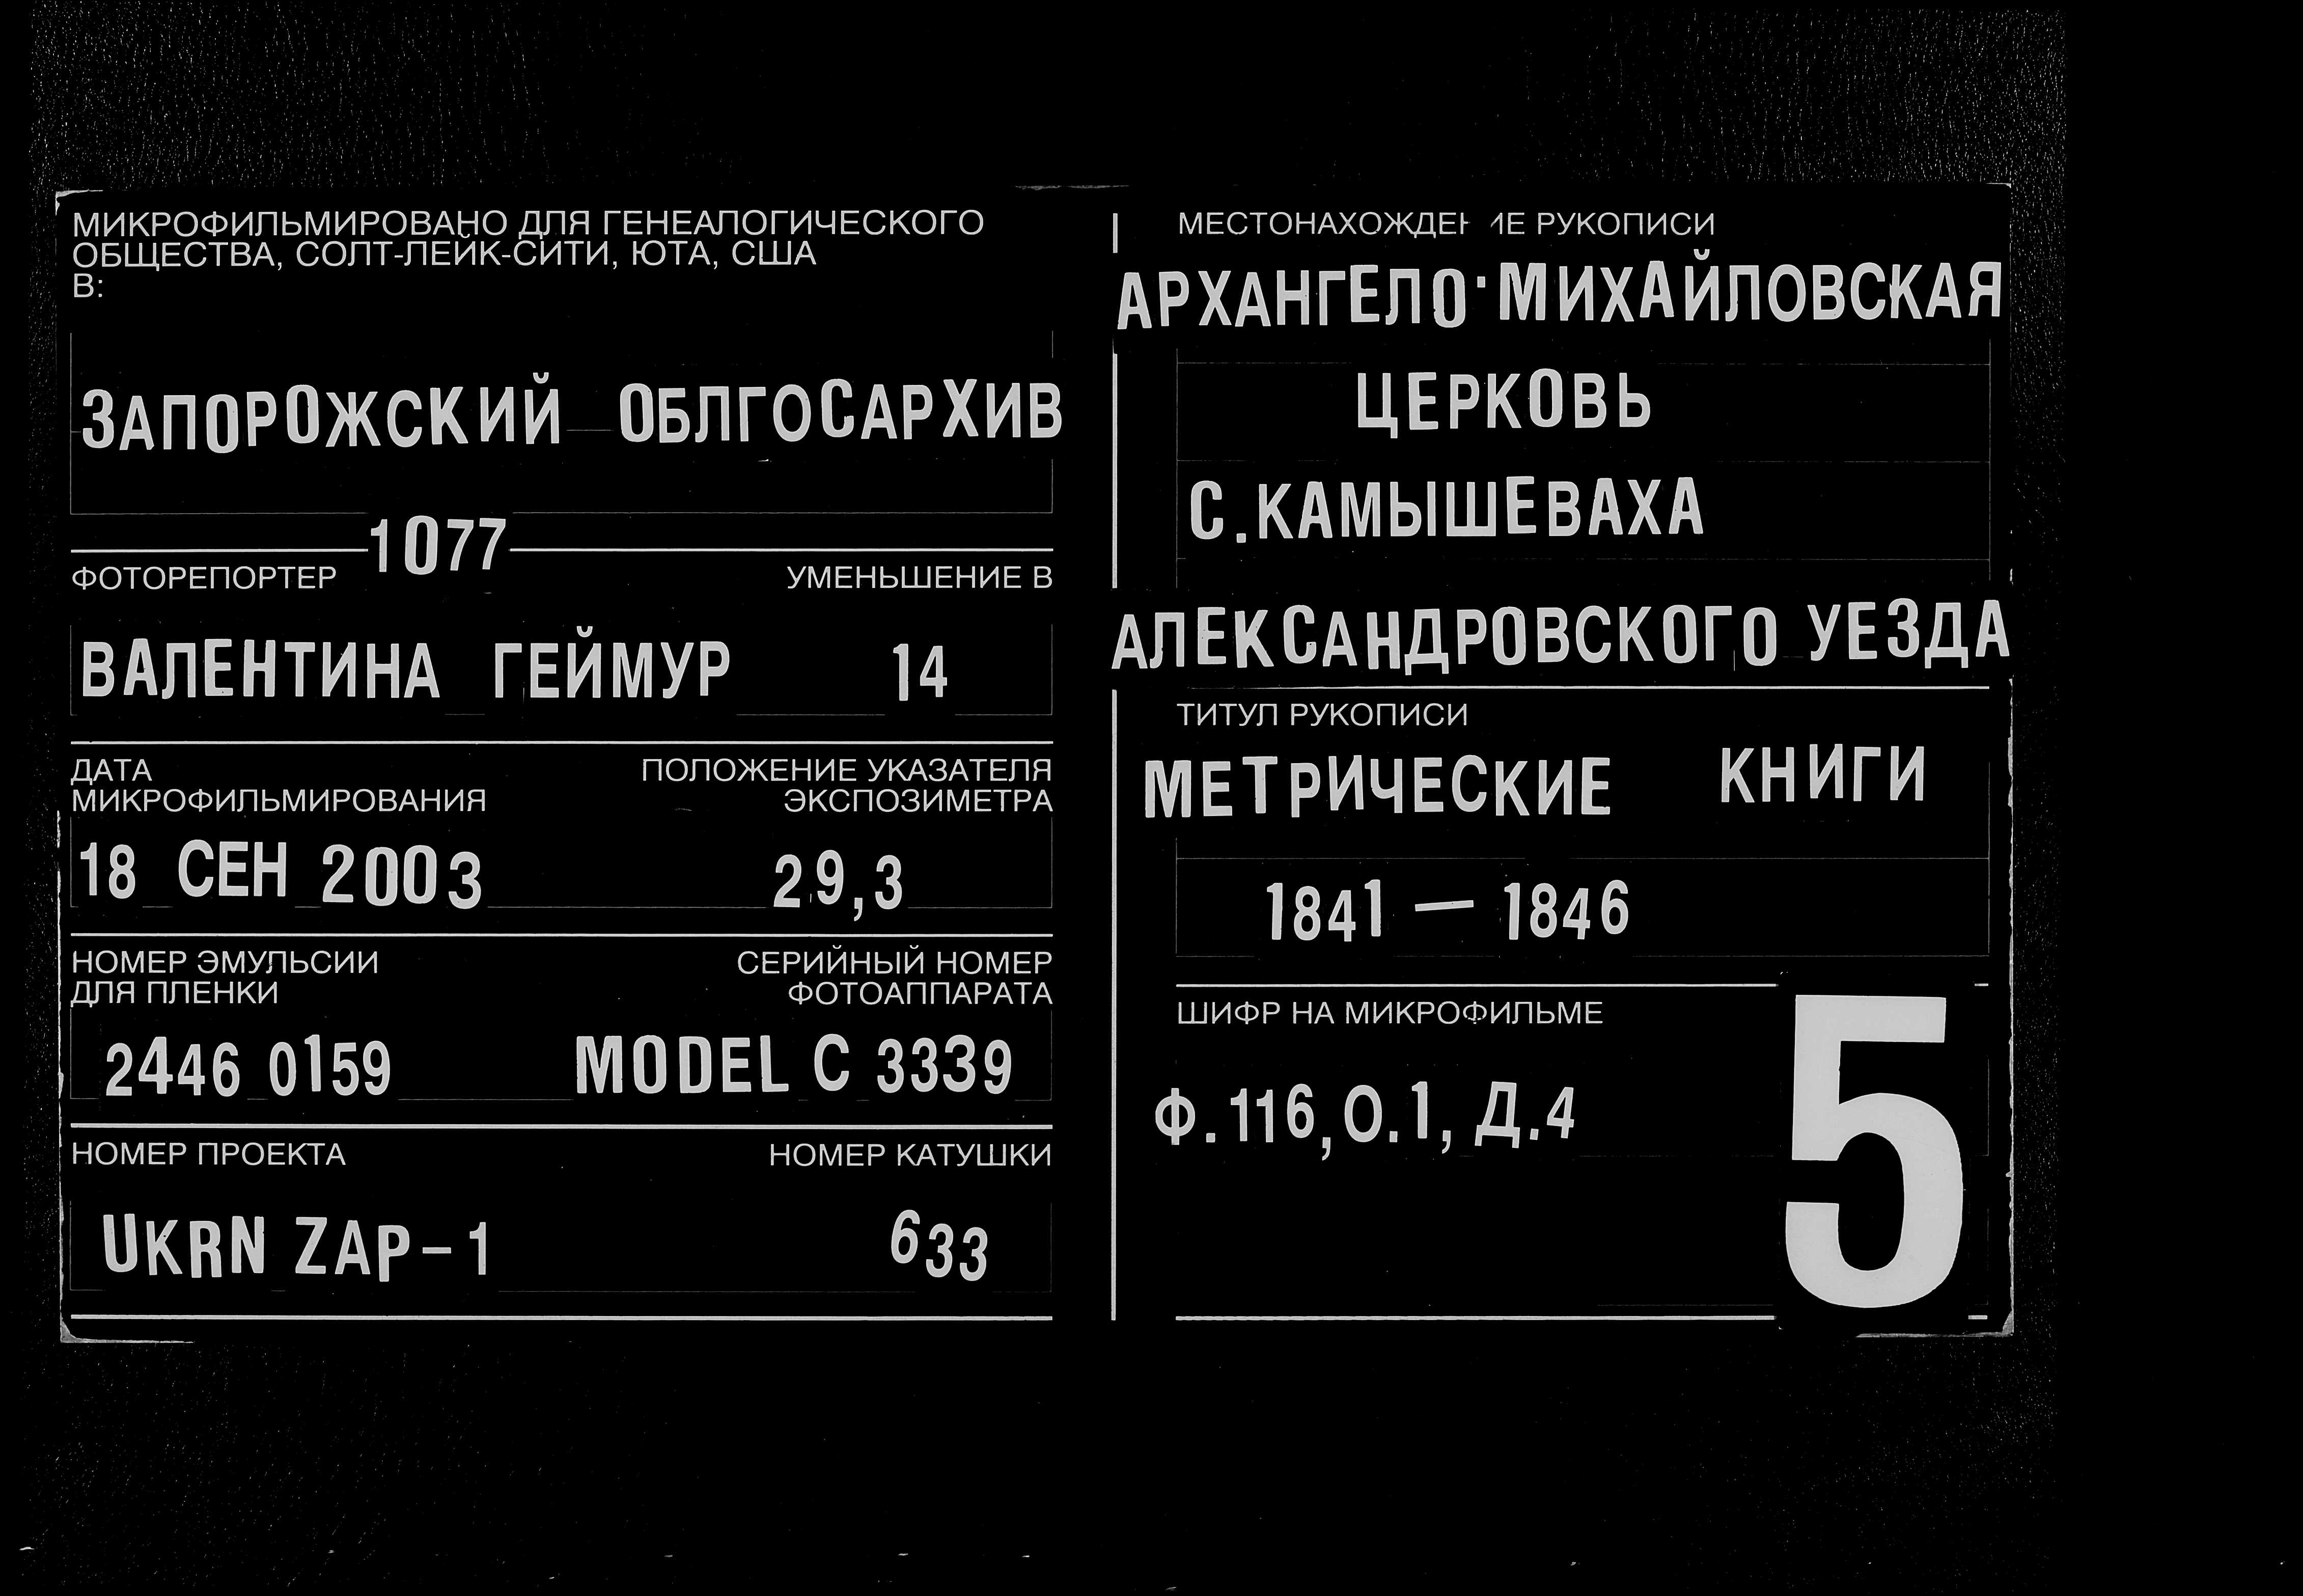 МИКРОФИЛЬМИРОВАНО ДЛЯ ГЕНЕАЛОГИЧЕСКОГО
ОБЩЕСТВА, СОЛТ-ЛЕЙК-СИТИ, ЮТА, США
В:
ЗАПОРОЖСКИЙ ОБЛГОСАРХИВ
1077
ФОТОРЕПОРТЕР УМЕНЬШЕНИЕ В
ВАЛЕНТИНА ГЕЙМУР 14
ДАТА ПОЛОЖЕНИЕ УКАЗАТЕЛЯ
МИКРОФИЛЬМИРОВАНИЯ ЭКСПОЗИМЕТРА
18 СЕН 2003 29,3
НОМЕР ЭМУЛЬСИИ СЕРИЙНЫЙ НОМЕР
ДЛЯ ПЛЕНКИ ФОТОАППАРАТА
2446 0159 MODEL C 3339
НОМЕР ПРОЕКТА НОМЕР КАТУШКИ
UKRN ZAP-1 633
МЕСТОНАХОЖДЕНИЕ РУКОПИСИ
АРХАНГЕЛО-МИХАЙЛОВСКАЯ
ЦЕРКОВЬ
С.КАМЫШЕВАХА
АЛЕКСАНДРОВСКОГО УЕЗДА
ТИТУЛ РУКОПИСИ
МЕТРИЧЕСКИЕ КНИГИ
1841 — 1846
ШИФР НА МИКРОФИЛЬМЕ
Ф.116,О.1, Д.4
5